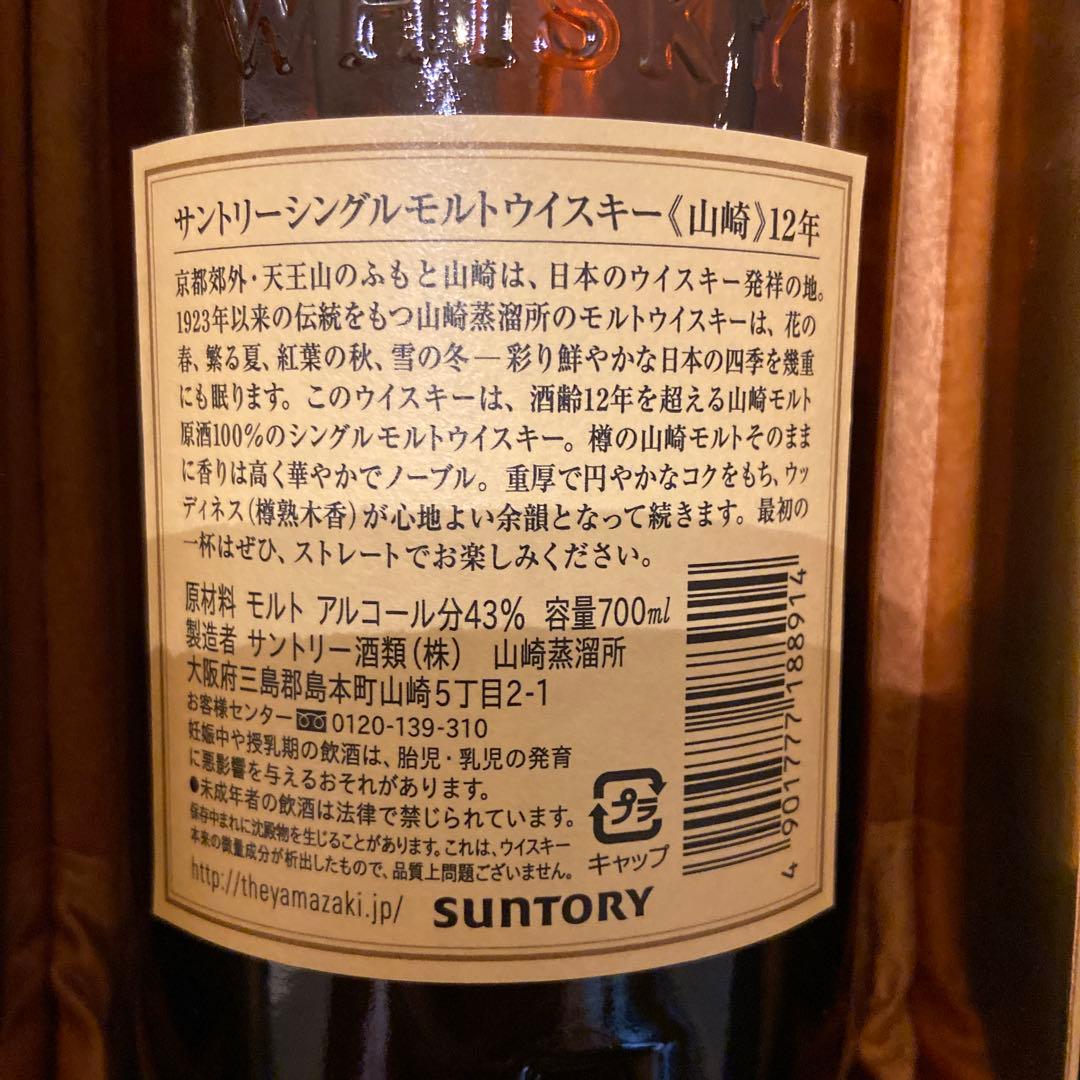 WHISKY
サントリーシングルモルトウイスキー《山崎》12年
京都郊外・天王山のふもと山崎は、日本のウイスキー発祥の地。
1923年以来の伝統をもつ山崎蒸溜所のモルトウイスキーは、花の
春、繁る夏、紅葉の秋、雪の冬―彩り鮮やかな日本の四季を幾重
にも眠ります。このウイスキーは、酒齢12年を超える山崎モルト
原酒100%のシングルモルトウイスキー。樽の山崎モルトそのまま
に香りは高く華やかでノーブル。重厚で円やかなコクをもち、ウッ
ディネス(樽熟木香)が心地よい余韻となって続きます。最初の
一杯はぜひ、ストレートでお楽しみください。
原材料 モルト アルコール分43% 容量700ml
製造者 サントリー酒類(株) 山崎蒸溜所
大阪府三島郡島本町山崎5丁目2-1
お客様センター 0120-139-310
妊娠中や授乳期の飲酒は、胎児・乳児の発育
に悪影響を与えるおそれがあります。
●未成年者の飲酒は法律で禁じられています。
保存中まれに沈殿物を生じることがあります。これは、ウイスキー
本来の微量成分が析出したもので、品質上問題ございません。
http://theyamazaki.jp/
SUNTORY
プラ
キャップ
4 901777 188914